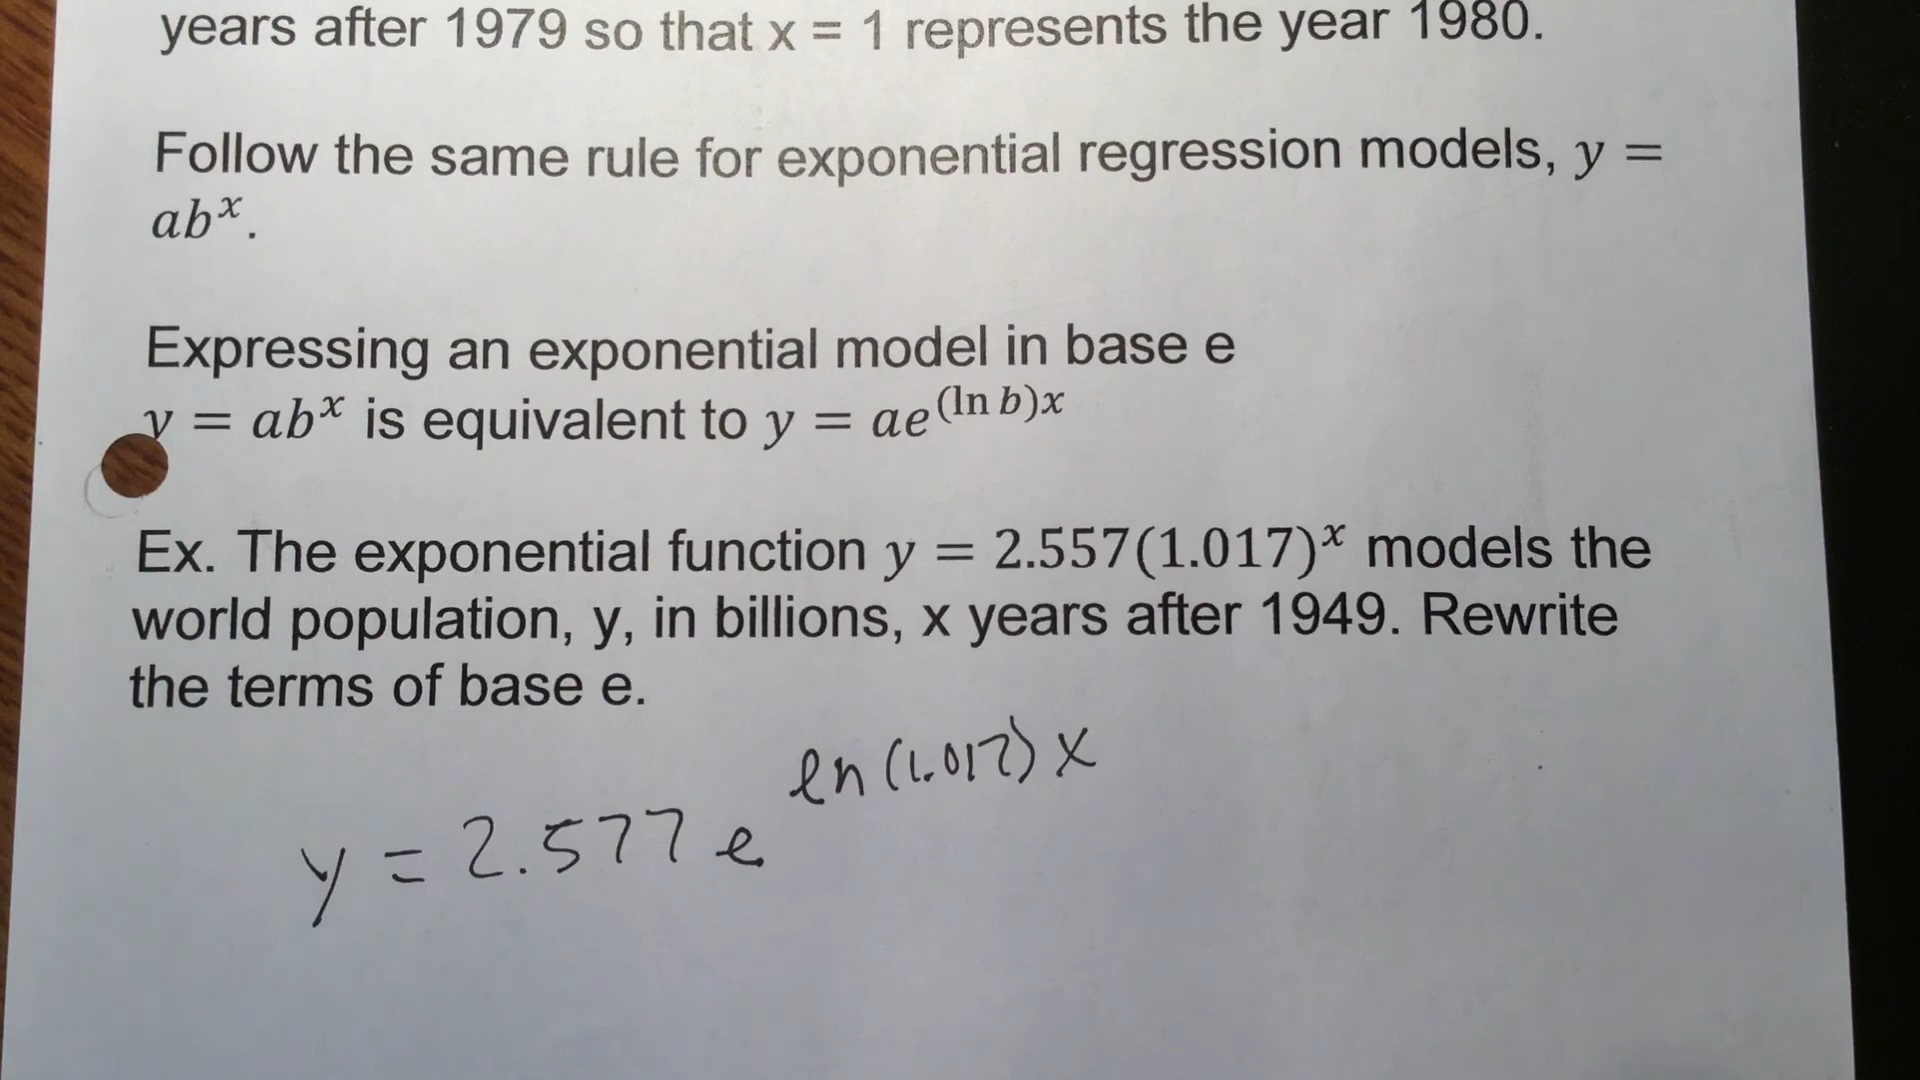 years after 1979 so that x = 1 represents the year 1980.
Follow the same rule for exponential regression models, y =
ab^x.
Expressing an exponential model in base e
y = ab^x is equivalent to y = ae^(ln b)x
Ex. The exponential function y = 2.557(1.017)^x models the
world population, y, in billions, x years after 1949. Rewrite
the terms of base e.
y = 2.577 e^ln (1.017) x